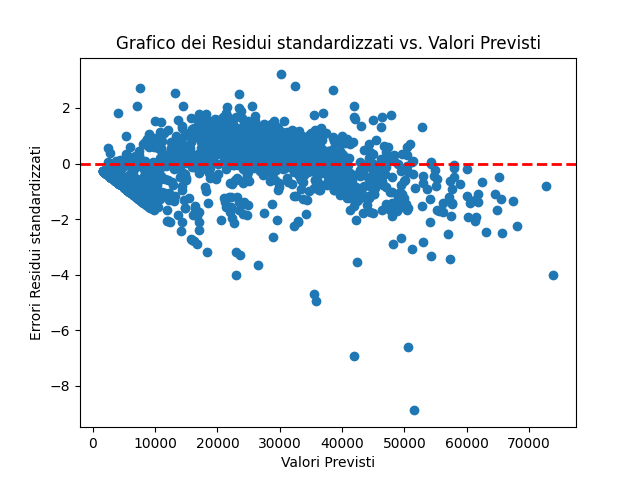 Grafico dei Residui standardizzati vs. Valori Previsti
Errori Residui standardizzati
2
0
−2
−4
−6
−8
0 10000 20000 30000 40000 50000 60000 70000
Valori Previsti